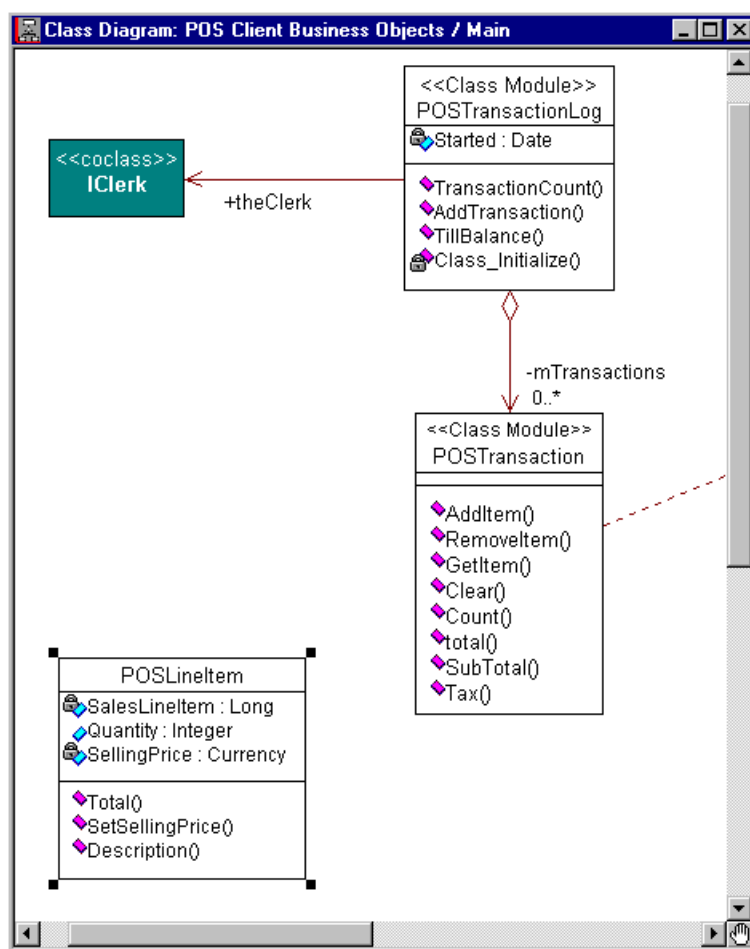 Class Diagram: POS Client Business Objects / Main
<<Class Module>>
POSTransactionLog
Started : Date
TransactionCount()
AddTransaction()
TillBalance()
Class_Initialize()
<<coclass>>
IClerk
+theClerk
-mTransactions
0..*
<<Class Module>>
POSTransaction
AddItem()
RemoveItem()
GetItem()
Clear()
Count()
total()
SubTotal()
Tax()
POSLineItem
SalesLineItem : Long
Quantity : Integer
SellingPrice : Currency
Total()
SetSellingPrice()
Description()